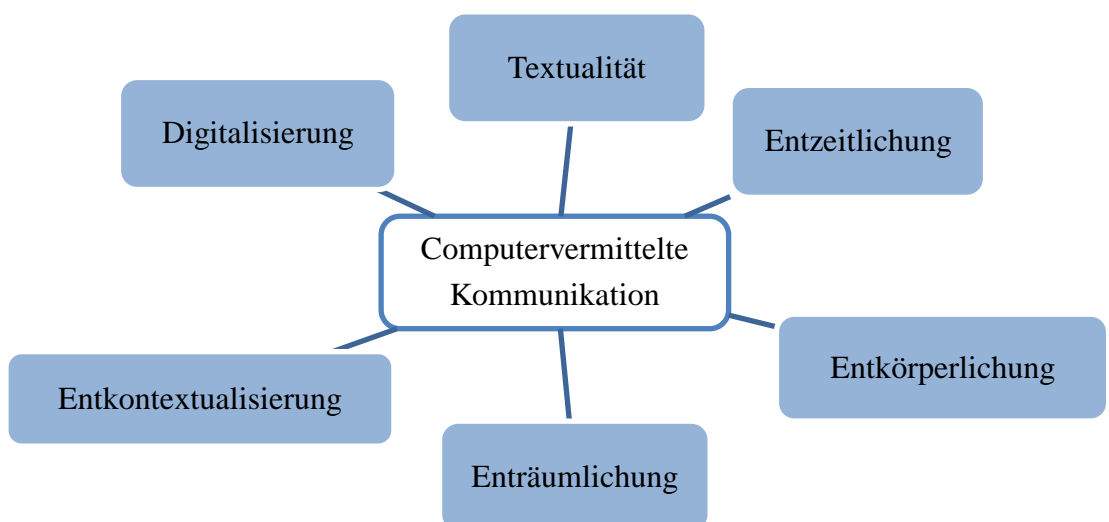 Textualität
Digitalisierung
Entzeitlichung
Computervermittelte
Kommunikation
Entkörperlichung
Entkontextualisierung
Enträumlichung